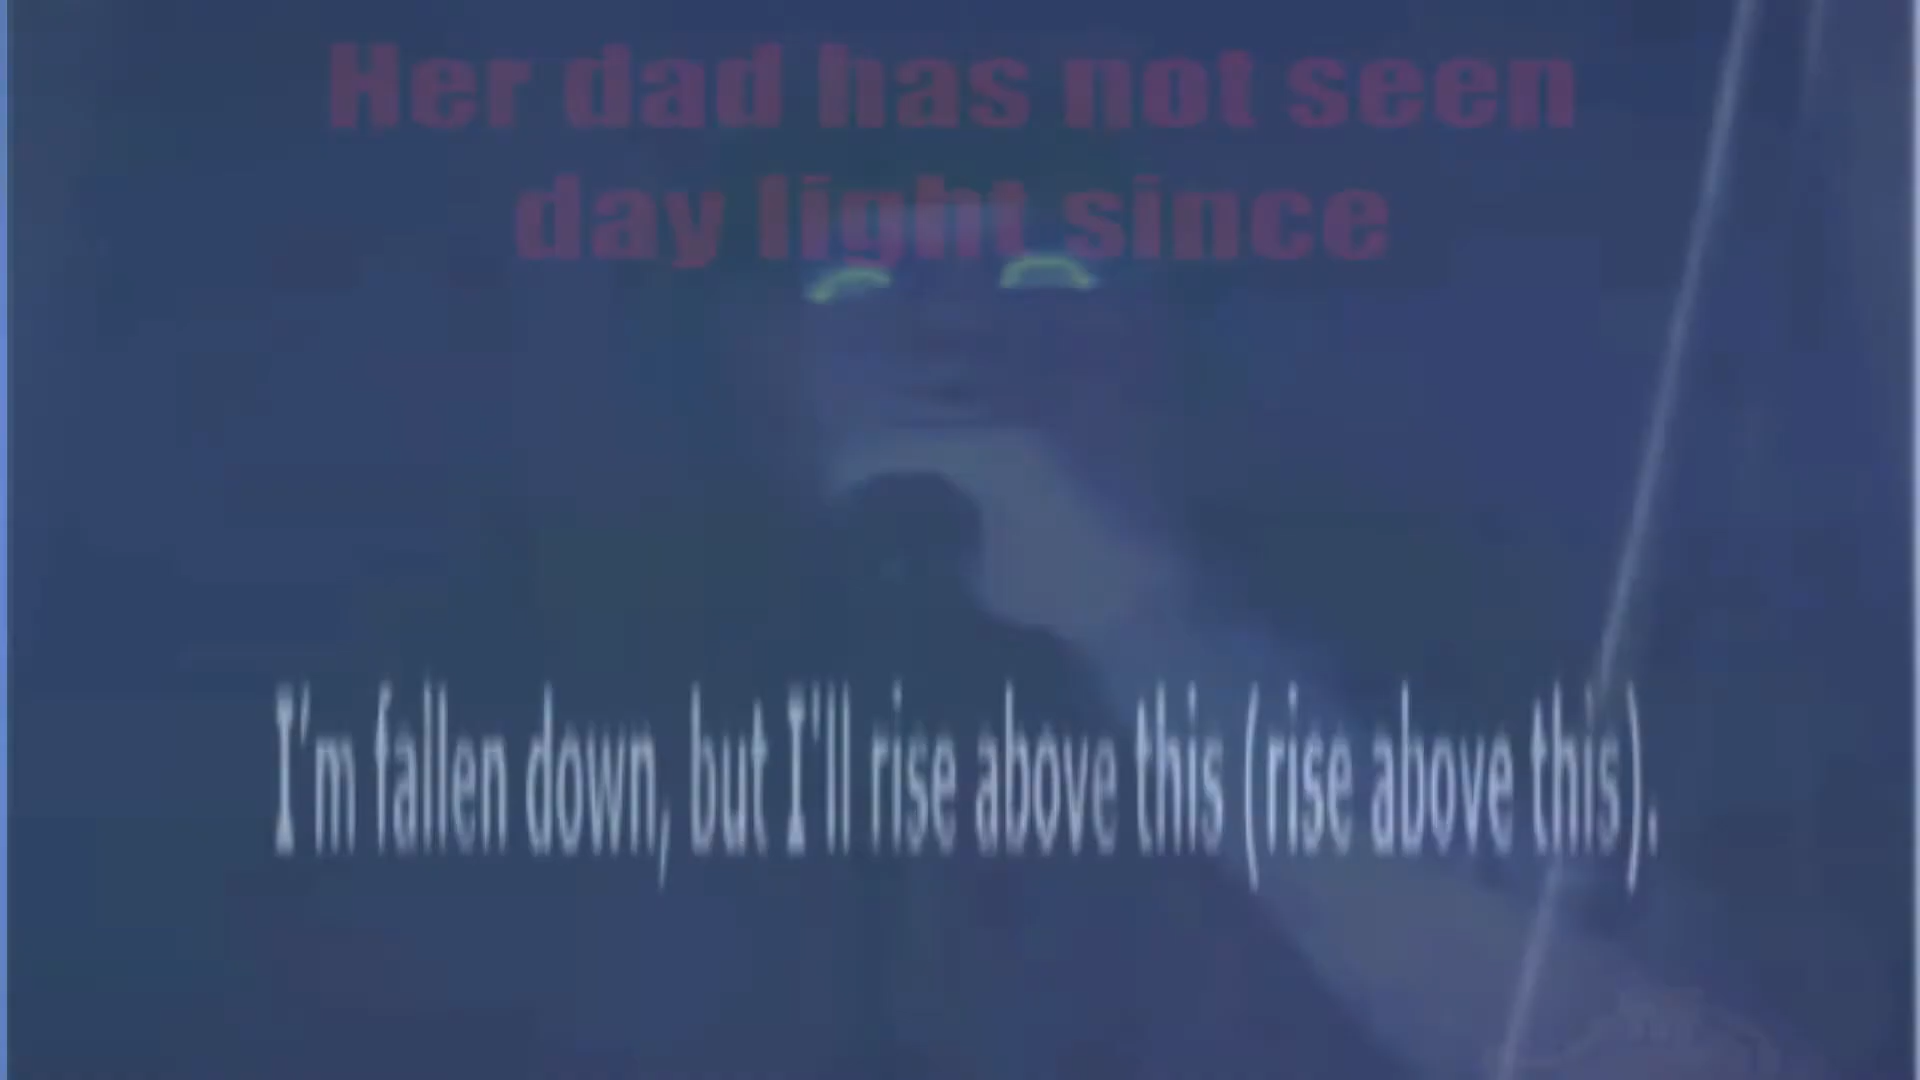 Her dad has not seen
day light since
I'm fallen down, but I'll rise above this (rise above this).